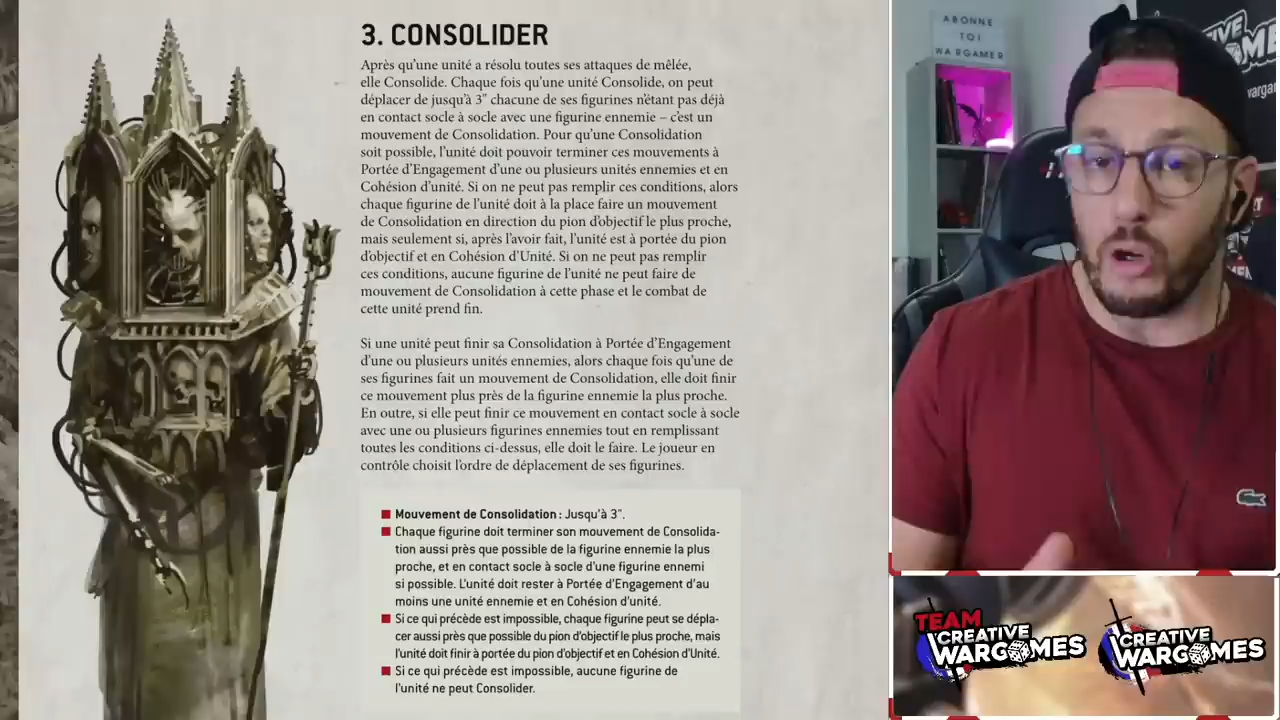 3. CONSOLIDER
Après qu'une unité a résolu toutes ses attaques de mêlée,
elle Consolide. Chaque fois qu'une unité Consolide, on peut
déplacer de jusqu'à 3" chacune de ses figurines n'étant pas déjà
en contact socle à socle avec une figurine ennemie – c'est un
mouvement de Consolidation. Pour qu'une Consolidation
soit possible, l'unité doit pouvoir terminer ces mouvements à
Portée d'Engagement d'une ou plusieurs unités ennemies et en
Cohésion d'unité. Si on ne peut pas remplir ces conditions, alors
chaque figurine de l'unité doit à la place faire un mouvement
de Consolidation en direction du pion d'objectif le plus proche,
mais seulement si, après l'avoir fait, l'unité est à portée du pion
d'objectif et en Cohésion d'Unité. Si on ne peut pas remplir
ces conditions, aucune figurine de l'unité ne peut faire de
mouvement de Consolidation à cette phase et le combat de
cette unité prend fin.
Si une unité peut finir sa Consolidation à Portée d'Engagement
d'une ou plusieurs unités ennemies, alors chaque fois qu'une de
ses figurines fait un mouvement de Consolidation, elle doit finir
ce mouvement plus près de la figurine ennemie la plus proche.
En outre, si elle peut finir ce mouvement en contact socle à socle
avec une ou plusieurs figurines ennemies tout en remplissant
toutes les conditions ci-dessus, elle doit le faire. Le joueur en
contrôle choisit l'ordre de déplacement de ses figurines.
Mouvement de Consolidation : Jusqu'à 3".
Chaque figurine doit terminer son mouvement de Consolida-
tion aussi près que possible de la figurine ennemie la plus
proche, et en contact socle à socle d'une figurine ennemi
si possible. L'unité doit rester à Portée d'Engagement d'au
moins une unité ennemie et en Cohésion d'unité.
Si ce qui précède est impossible, chaque figurine peut se dépla-
cer aussi près que possible du pion d'objectif le plus proche, mais
l'unité doit finir à portée du pion d'objectif et en Cohésion d'Unité.
Si ce qui précède est impossible, aucune figurine de
l'unité ne peut Consolider.
ABONNE
TOI
WARGAMER
TEAM
CREATIVE
WARGAMES
CREATIVE
WARGAMES